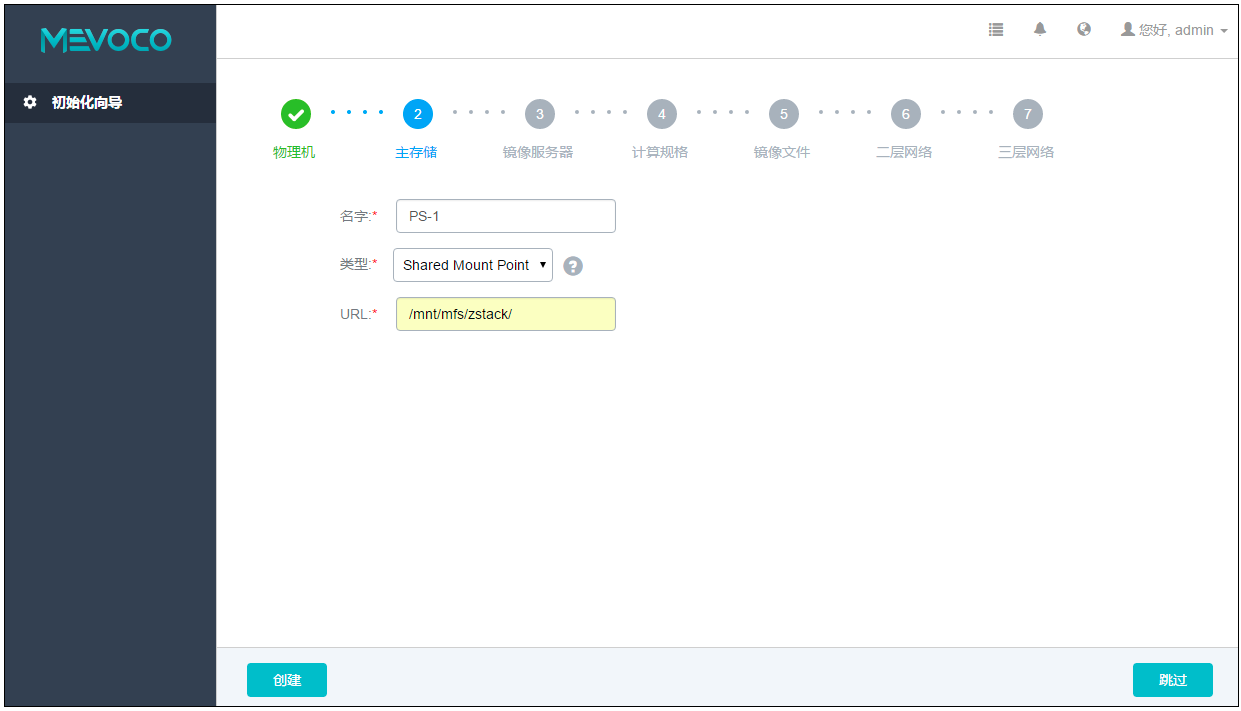 MEVOCO
您好, admin
初始化向导
2 3 4 5 6 7
物理机 主存储 镜像服务器 计算规格 镜像文件 二层网络 三层网络
名字:* PS-1
类型:* Shared Mount Point ?
URL:* /mnt/mfs/zstack/
创建 跳过